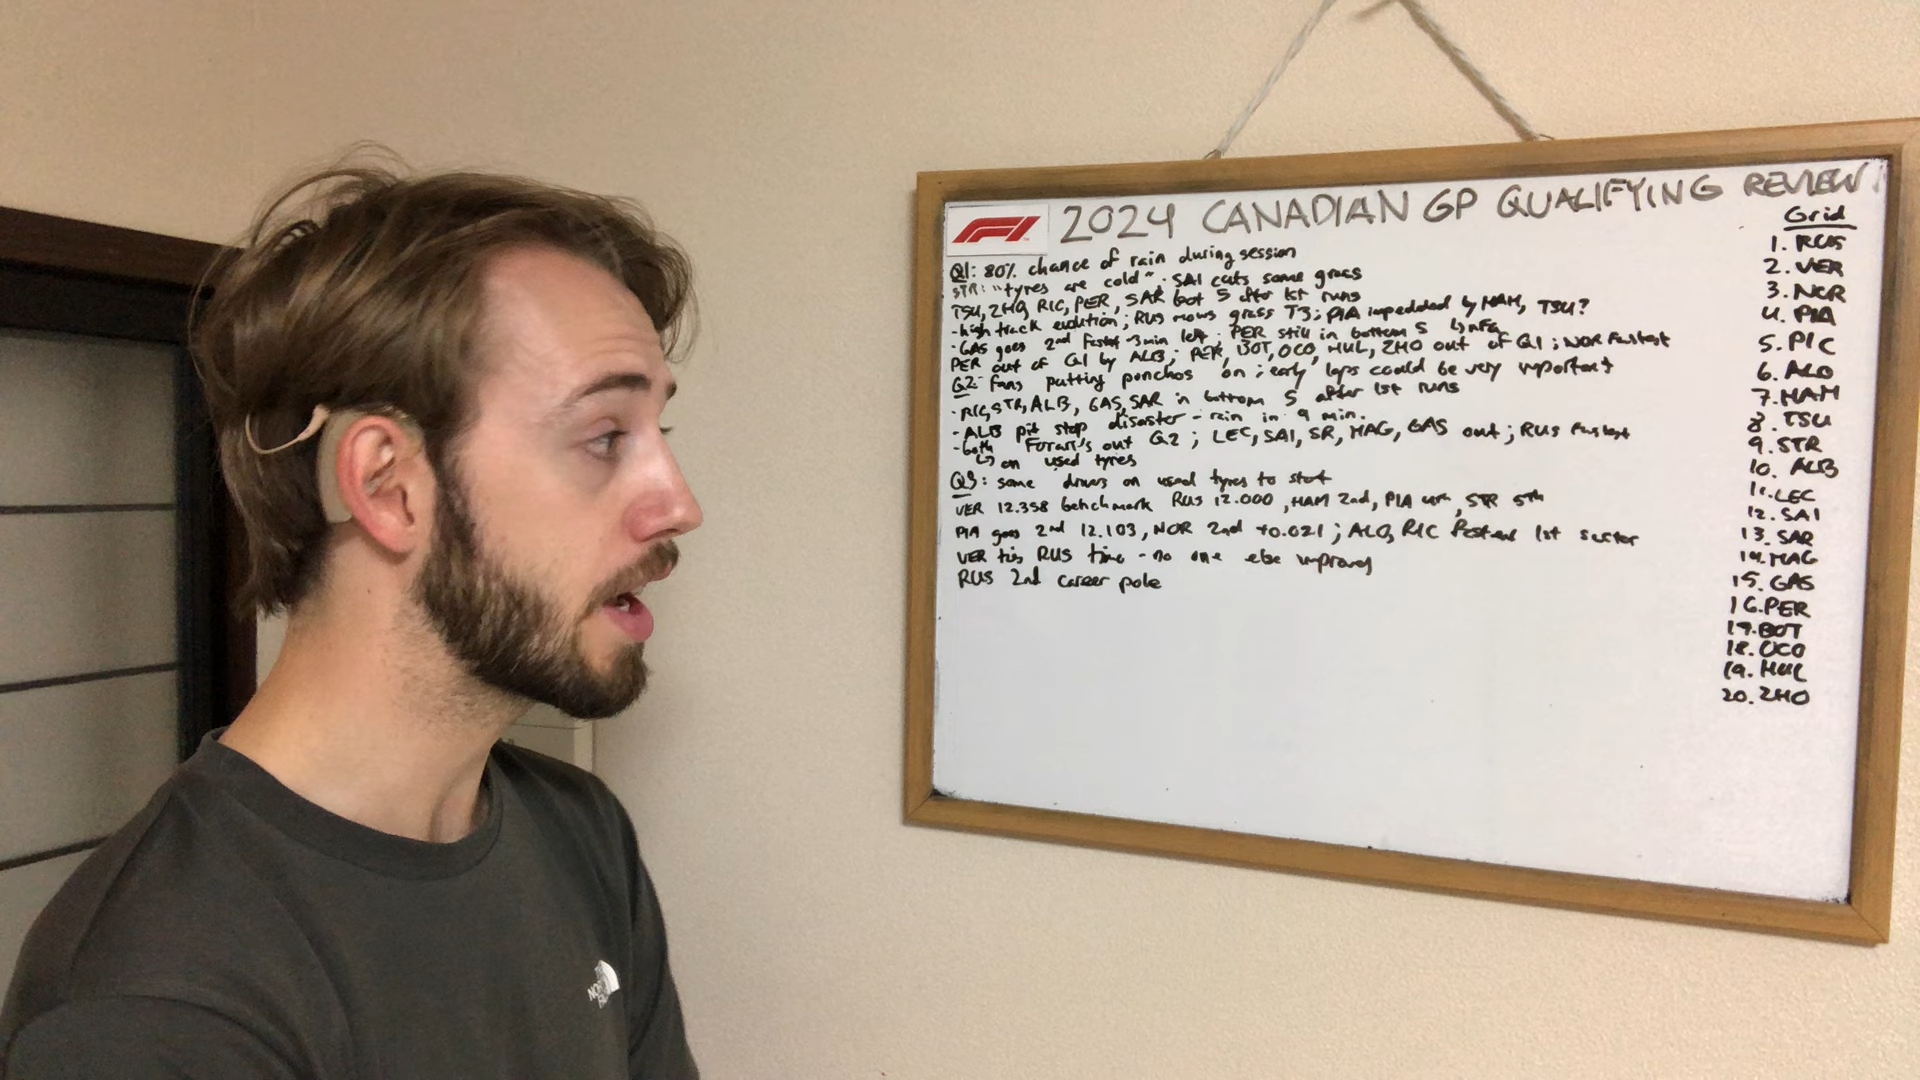 F1 2024 CANADIAN GP QUALIFYING REVIEW
Q1: 80% chance of rain during session
STR: "tyres are cold". SAI cuts some grass
TSU, ZHO, RIC, PER, SAR bot 5 after 1st runs
-high track evolution; RUS mows grass T3; PIA impedded by HAM, TSU?
-GAS goes 2nd fastest ~3min left. PER still in bottom 5 ↳ NFA
PER out of Q1 by ALB; PER, BOT, OCO, HUL, ZHO out of Q1; NOR fastest
Q2- Fans putting ponchos on; early laps could be very important
-RIC, STR, ALB, GAS, SAR in bottom 5 after 1st runs
-ALB pit stop disaster - rain in 9 min.
-both Ferrari's out Q2; LEC, SAI, SR, MAG, GAS out; RUS fastest
↳ on used tyres
Q3: some drivers on used tyres to start
VER 12.358 benchmark RUS 12.000, HAM 2nd, PIA 4th, STR 5th
PIA goes 2nd 12.103, NOR 2nd +0.021; ALO, RIC fastest 1st sector
VER ties RUS time - no one else improves
RUS 2nd career pole
Grid
1. RUS
2. VER
3. NOR
4. PIA
5. RIC
6. ALO
7. HAM
8. TSU
9. STR
10. ALB
11. LEC
12. SAI
13. SAR
14. MAG
15. GAS
16. PER
17. BOT
18. OCO
19. HUL
20. ZHO